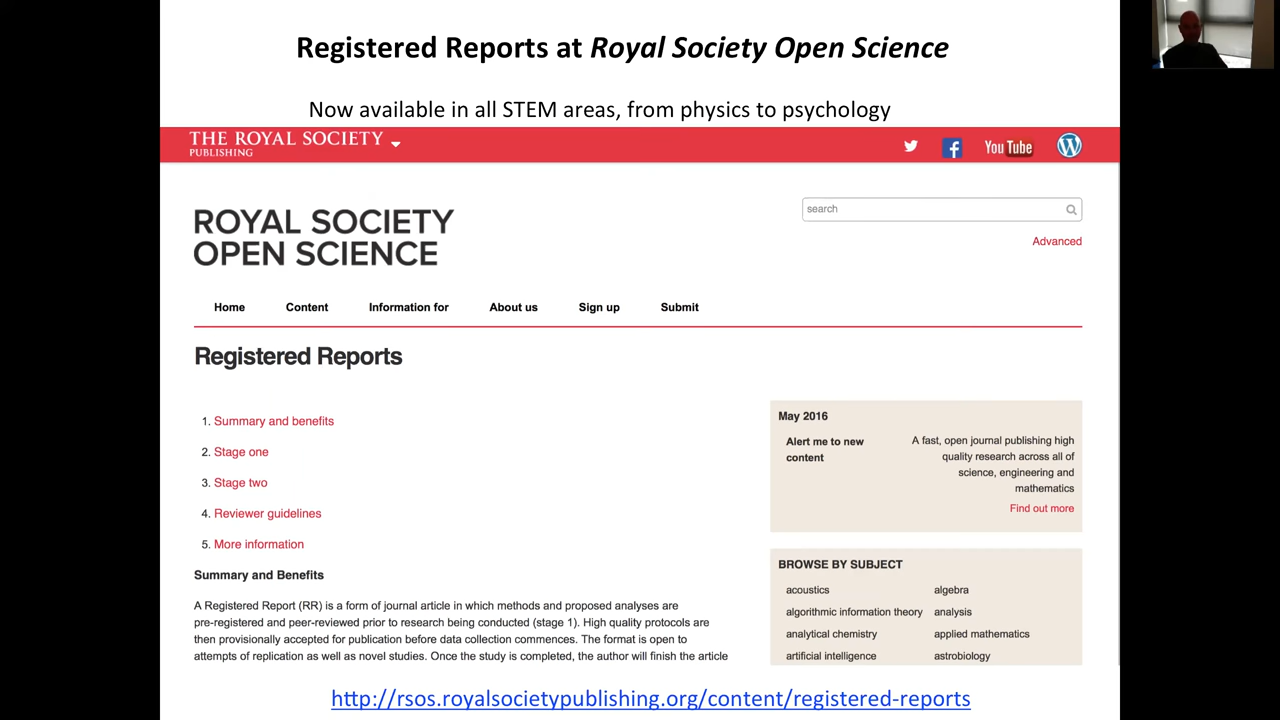 Registered Reports at Royal Society Open Science
Now available in all STEM areas, from physics to psychology
THE ROYAL SOCIETY
PUBLISHING
You Tube
ROYAL SOCIETY
OPEN SCIENCE
search
Advanced
Home Content Information for About us Sign up Submit
Registered Reports
1. Summary and benefits
2. Stage one
3. Stage two
4. Reviewer guidelines
5. More information
Summary and Benefits
A Registered Report (RR) is a form of journal article in which methods and proposed analyses are
pre-registered and peer-reviewed prior to research being conducted (stage 1). High quality protocols are
then provisionally accepted for publication before data collection commences. The format is open to
attempts of replication as well as novel studies. Once the study is completed, the author will finish the article
May 2016
Alert me to new
content
A fast, open journal publishing high
quality research across all of
science, engineering and
mathematics
Find out more
BROWSE BY SUBJECT
acoustics algebra
algorithmic information theory analysis
analytical chemistry applied mathematics
artificial intelligence astrobiology
http://rsos.royalsocietypublishing.org/content/registered-reports